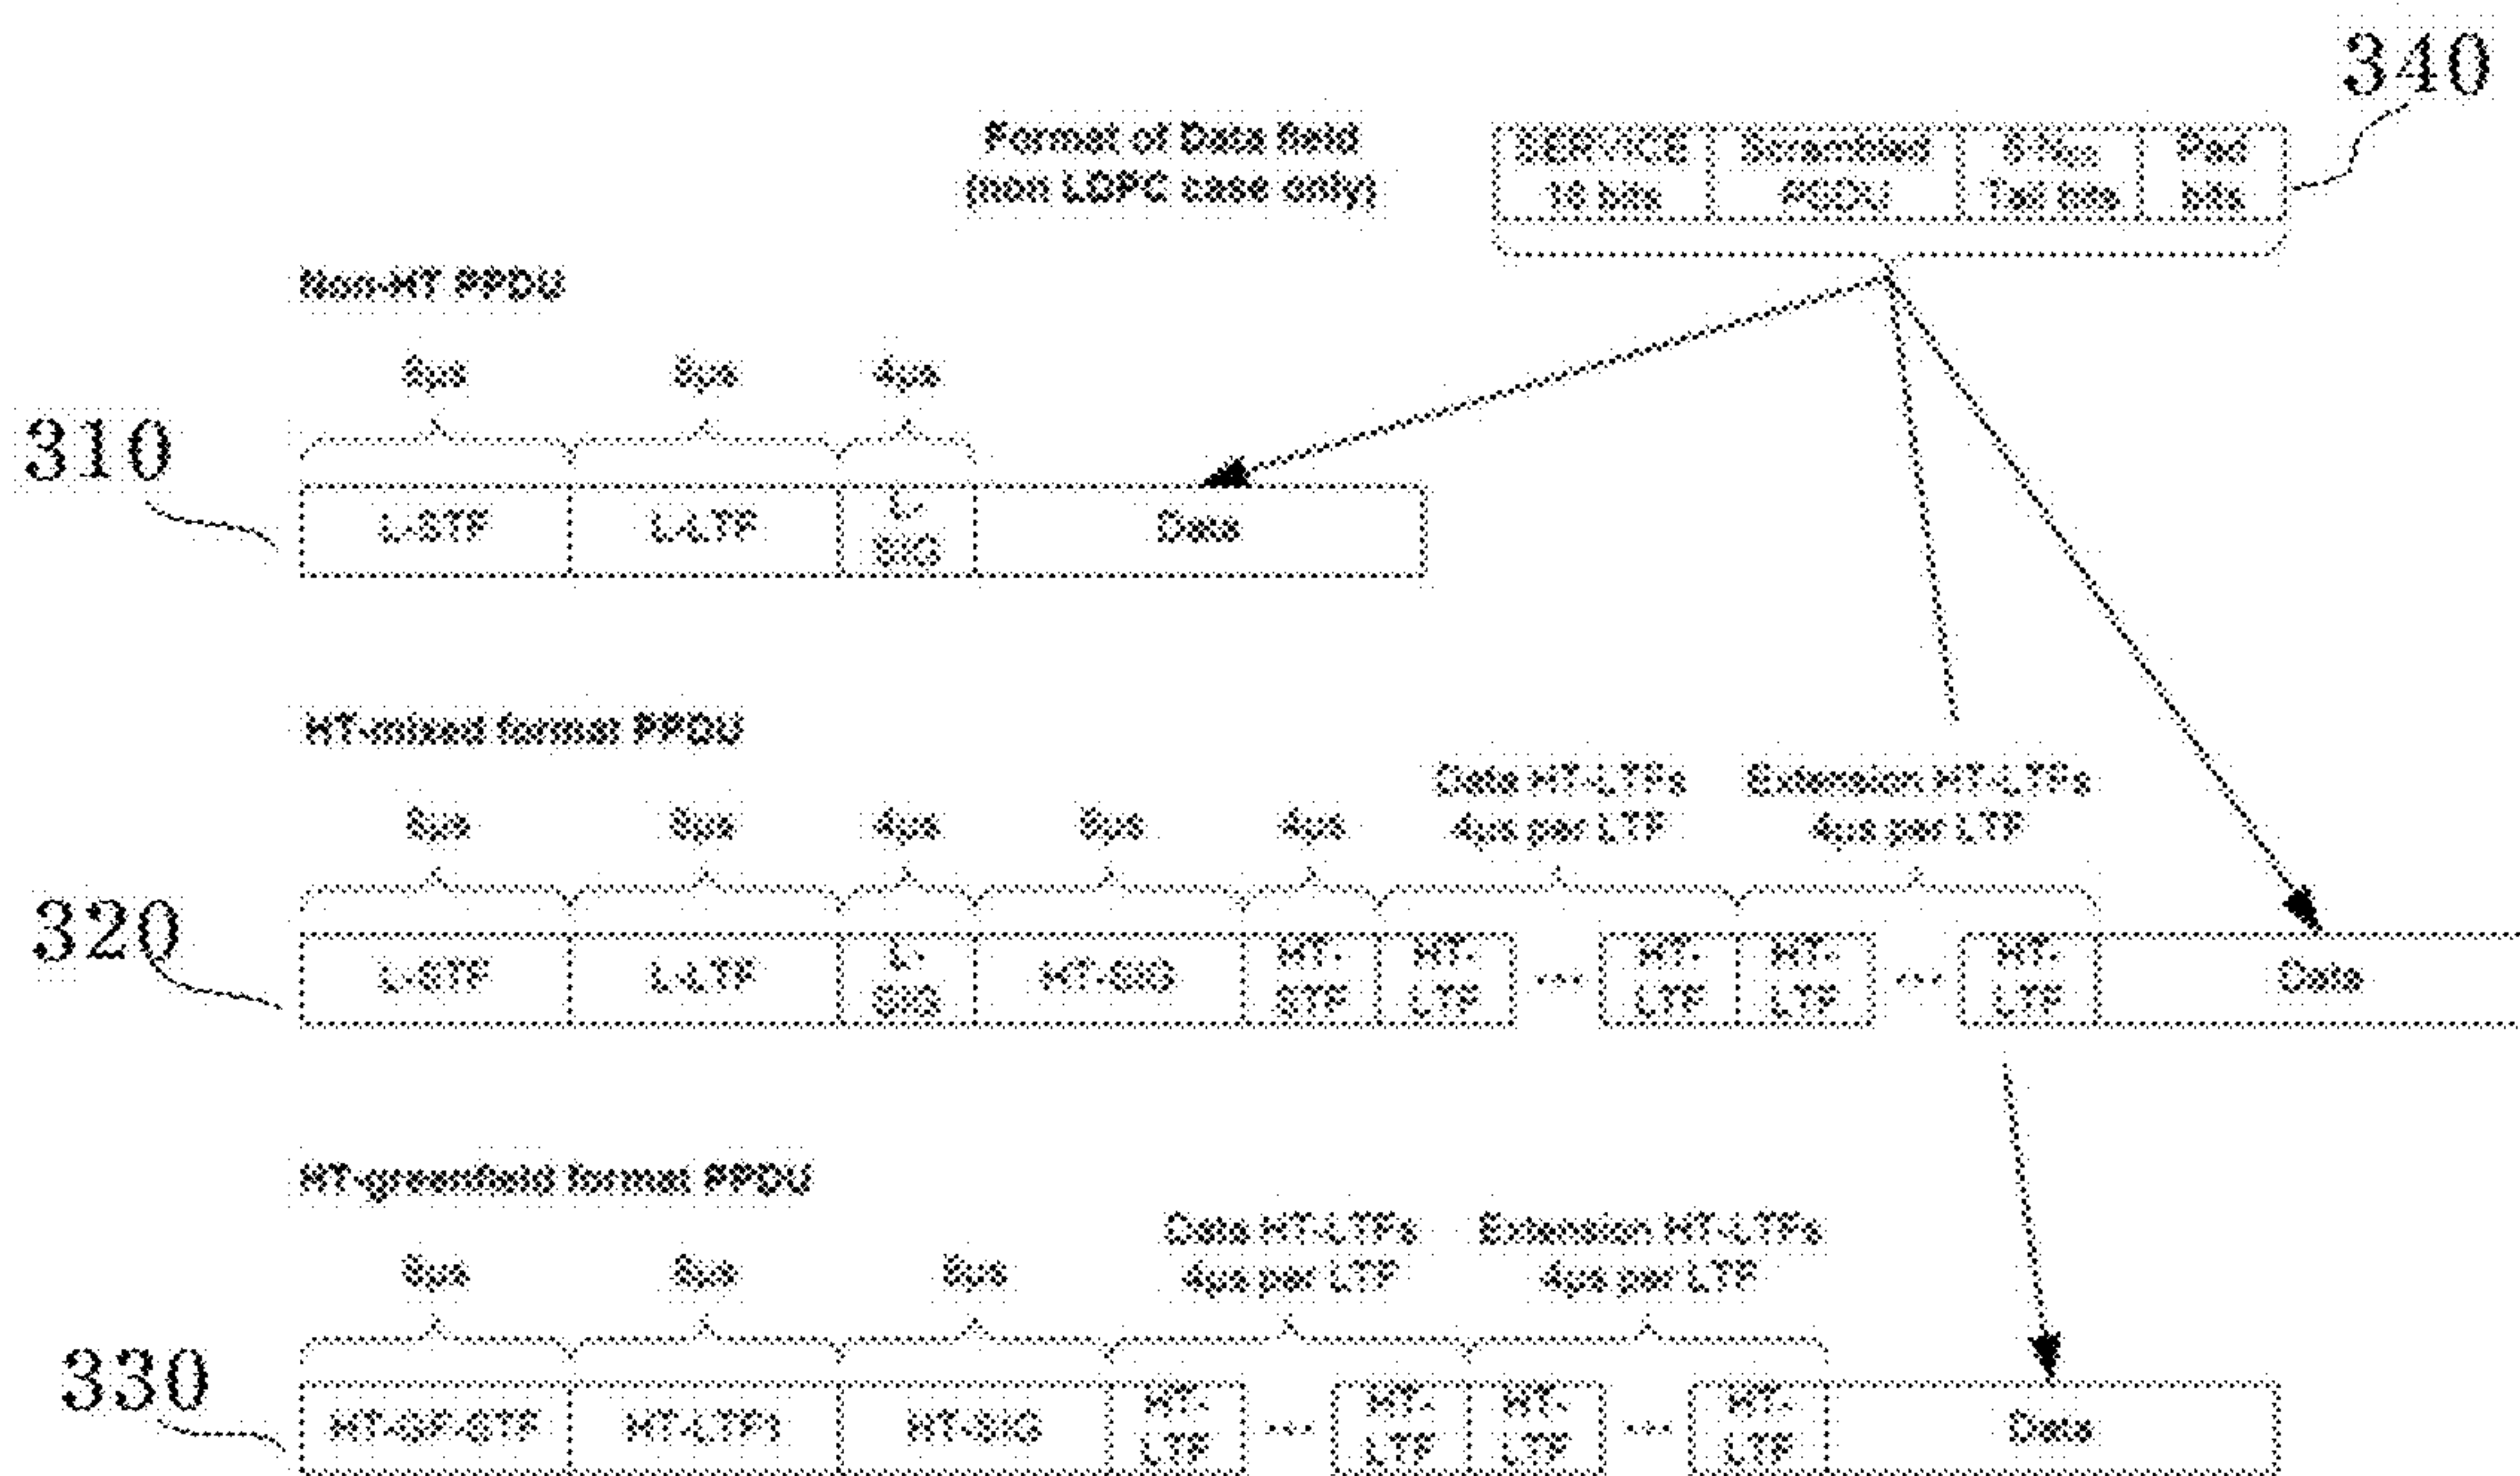 340
Format of Data field
(non LDPC case only)
SERVICE Scrambled Tail bits Pad
16 bits PSDU bits
Non-HT PPDU
8µs 8µs 4µs
310
L-STF L-LTF L-SIG Data
HT-mixed format PPDU
Data HT-LTFs Extension HT-LTFs
8µs 8µs 4µs 8µs 4µs 4µs per LTF 4µs per LTF
320
L-STF L-LTF L-SIG HT-SIG HT-STF HT-LTF ... HT-LTF HT-LTF ... HT-LTF Data
HT-greenfield format PPDU
Data HT-LTFs Extension HT-LTFs
8µs 8µs 8µs 4µs per LTF 4µs per LTF
330
HT-GF-STF HT-LTF1 HT-SIG HT-LTF ... HT-LTF HT-LTF ... HT-LTF Data